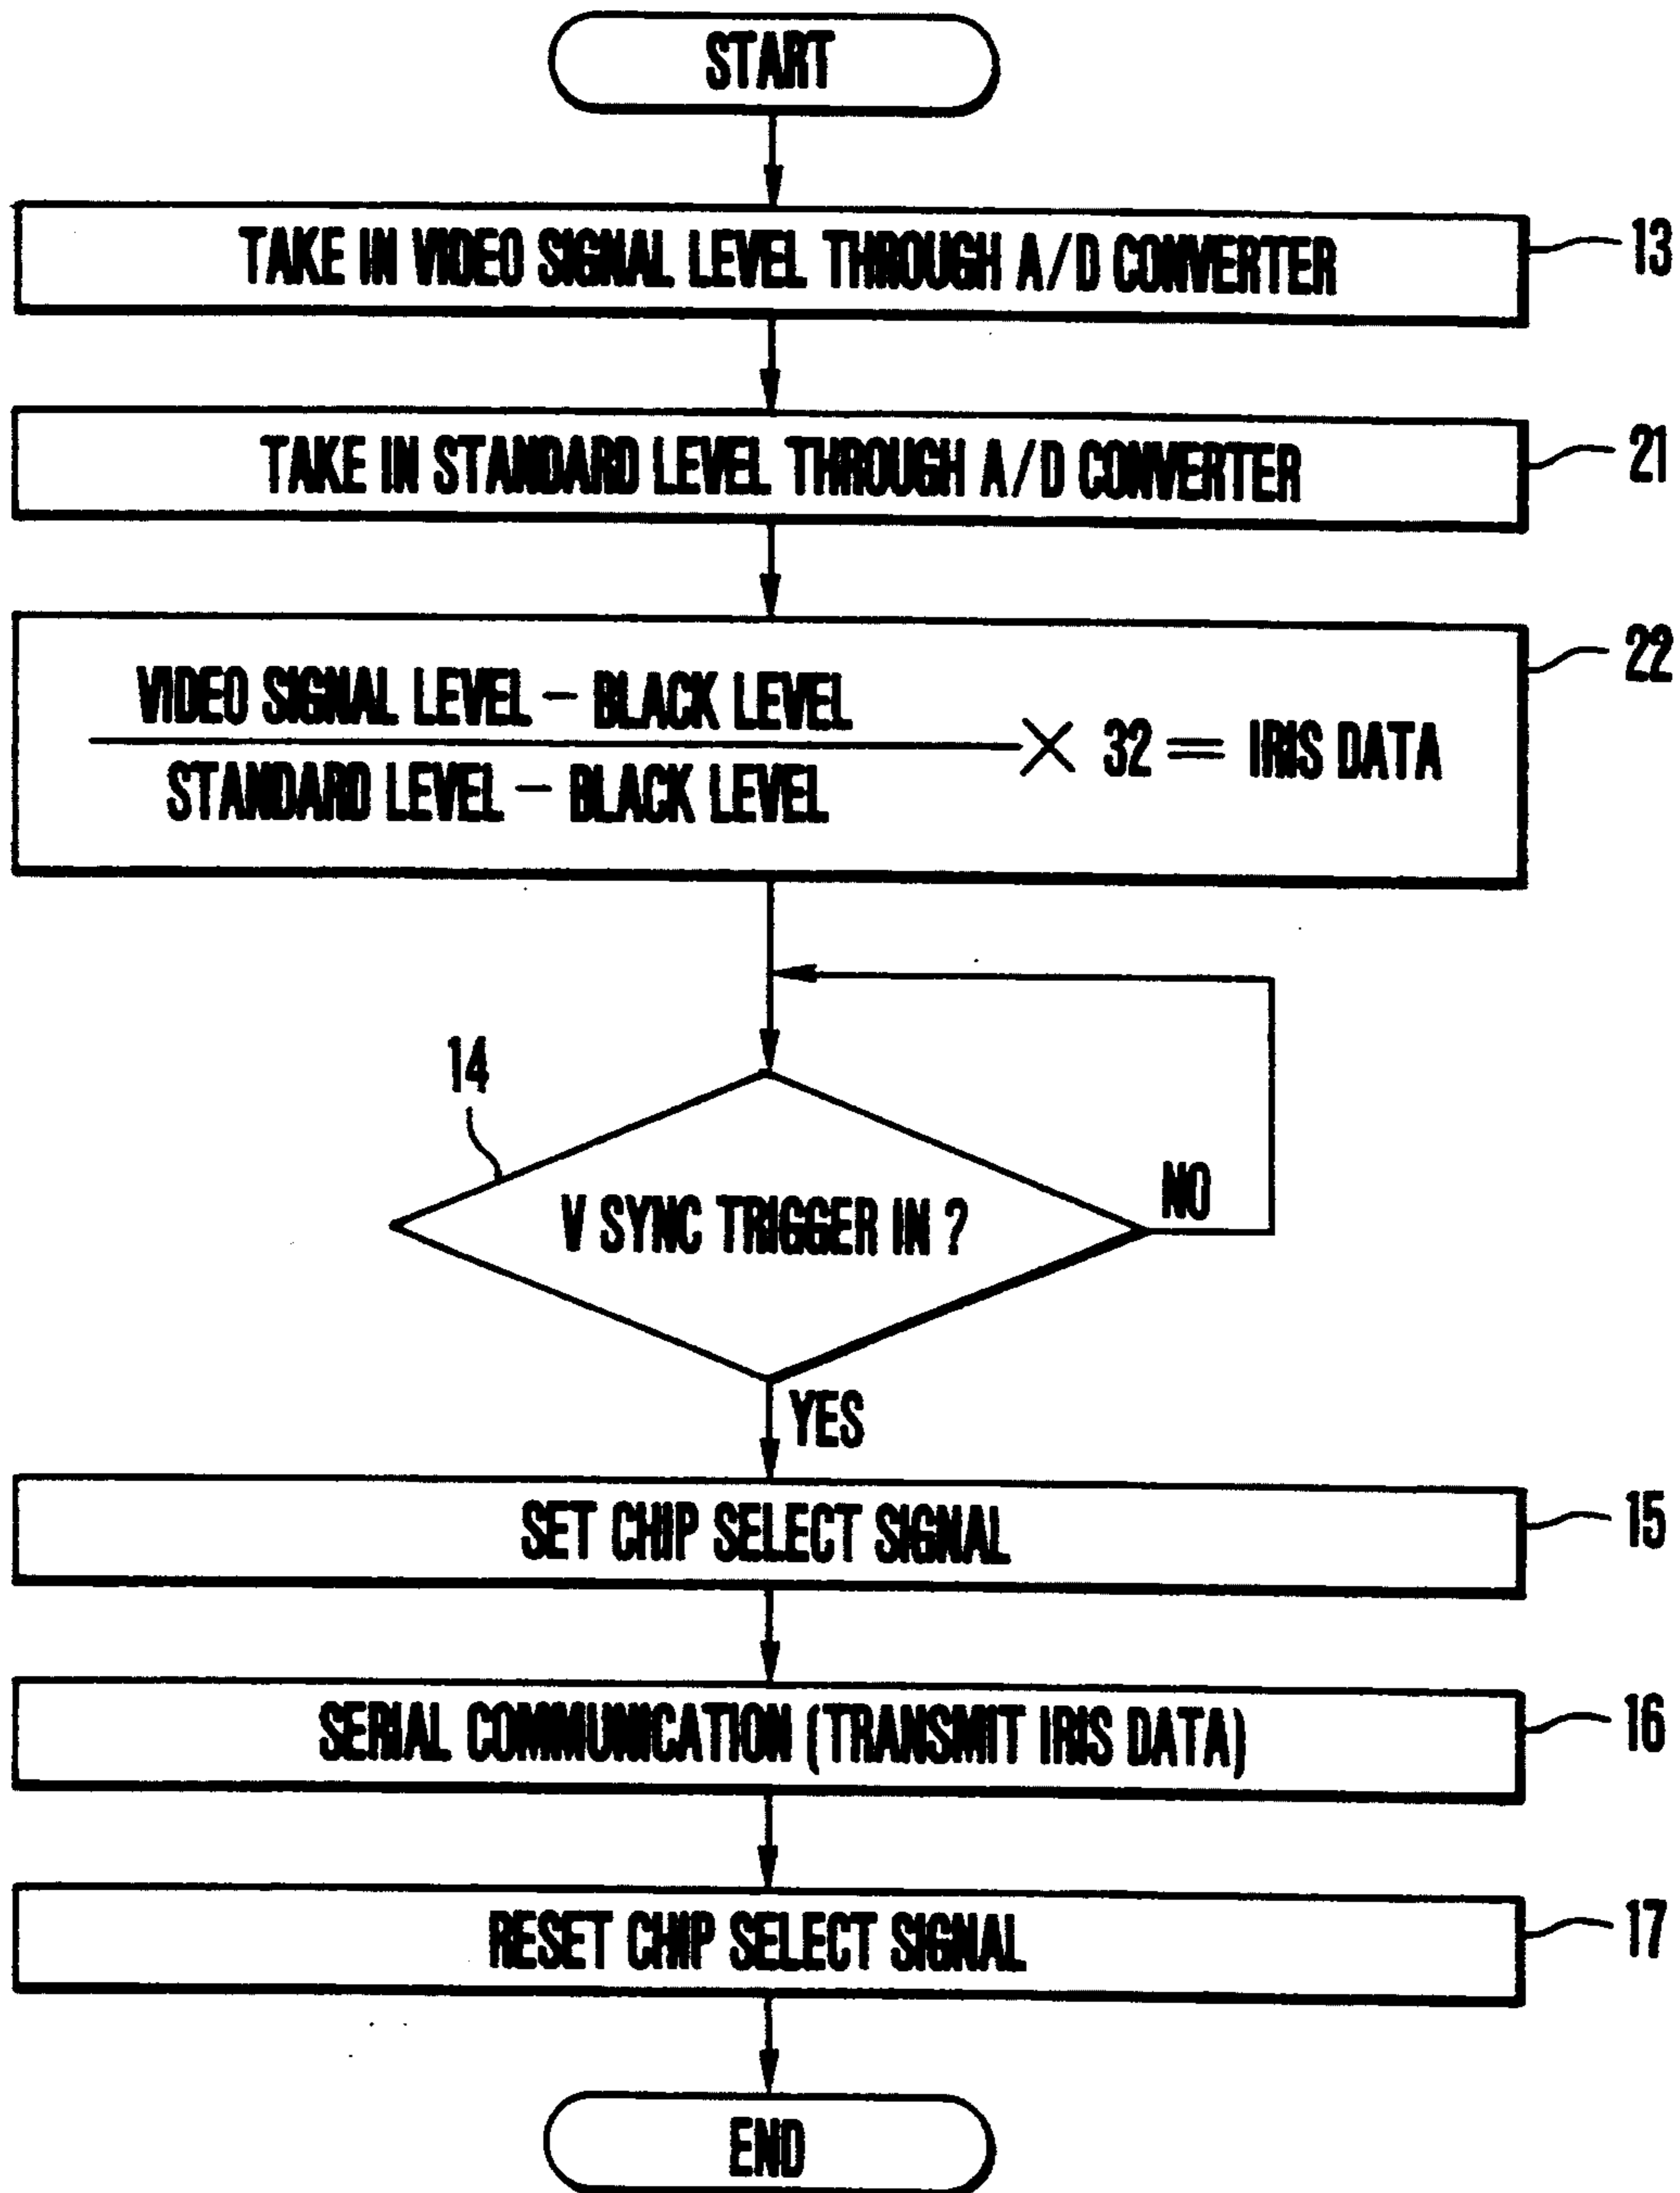 START
TAKE IN VIDEO SIGNAL LEVEL THROUGH A/D CONVERTER
13
TAKE IN STANDARD LEVEL THROUGH A/D CONVERTER
21
22
VIDEO SIGNAL LEVEL – BLACK LEVEL
× 32 = IRIS DATA
STANDARD LEVEL – BLACK LEVEL
14
V SYNC TRIGGER IN ?
NO
YES
SET CHIP SELECT SIGNAL
15
SERIAL COMMUNICATION (TRANSMIT IRIS DATA)
16
RESET CHIP SELECT SIGNAL
17
END